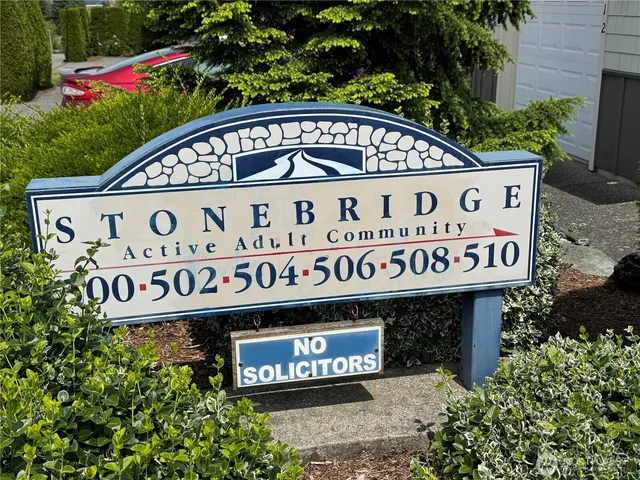 STONEBRIDGE
Active Adult Community
00·502·504·506·508·510
NO
SOLICITORS